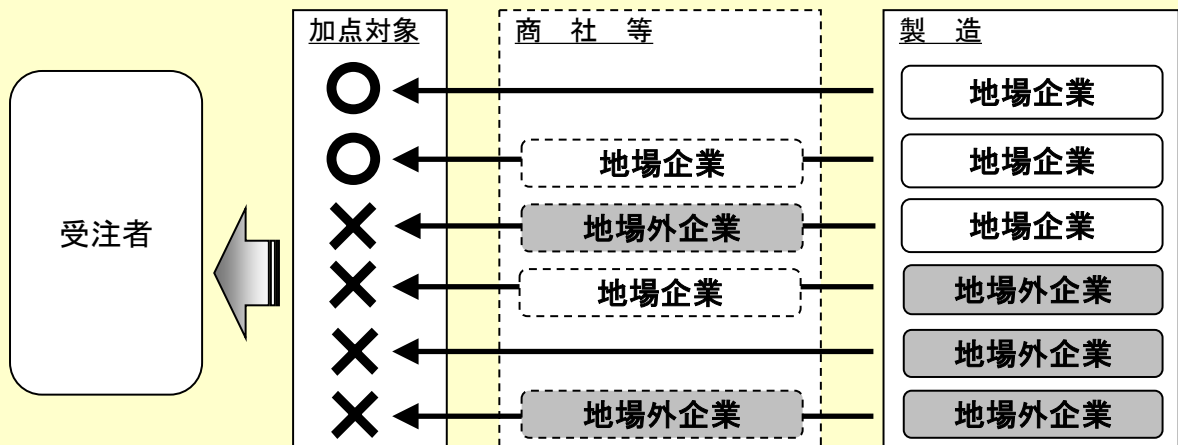 加点対象 商　社　等 製　造
○ 地場企業
○ 地場企業 地場企業
× 地場外企業 地場企業
受注者
× 地場企業 地場外企業
× 地場外企業
× 地場外企業 地場外企業